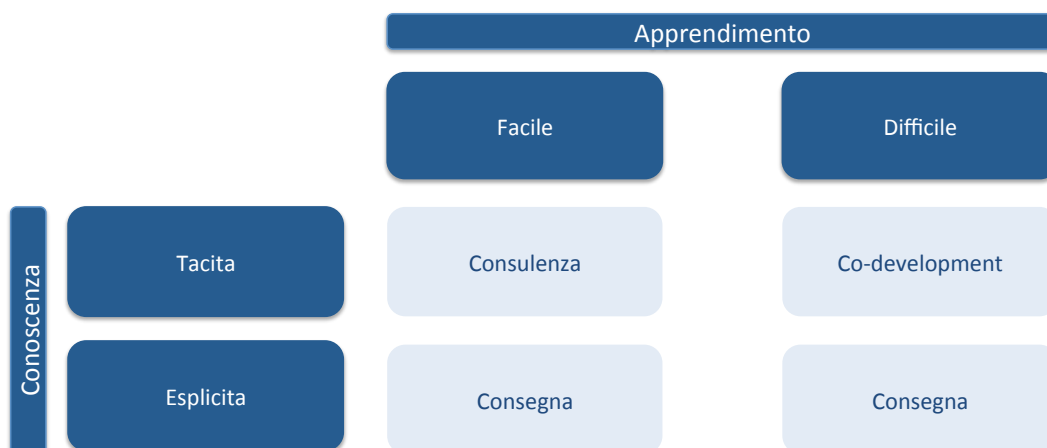 Apprendimento
Facile
Difficile
Conoscenza
Tacita
Consulenza
Co-development
Esplicita
Consegna
Consegna